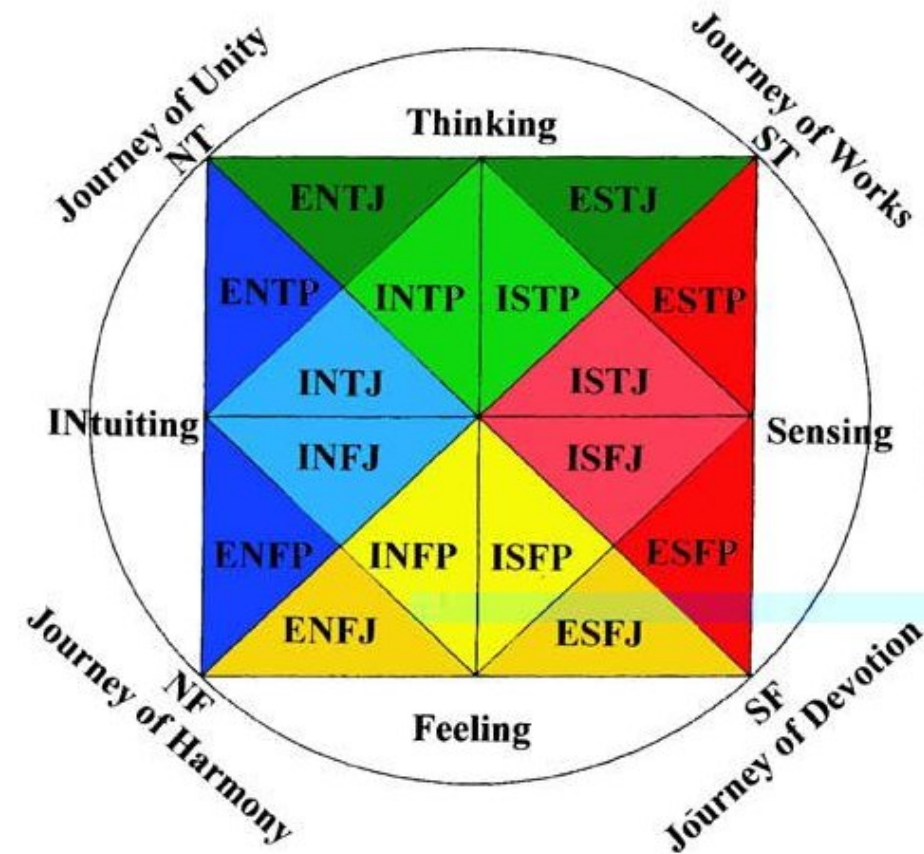 Journey of Unity
NT
Journey of Works
ST
Thinking
ENTJ
ESTJ
ENTP
INTP
ISTP
ESTP
INTJ
ISTJ
INtuiting
Sensing
INFJ
ISFJ
ENFP
INFP
ISFP
ESFP
ENFJ
ESFJ
NF
Journey of Harmony
Feeling
SF
Journey of Devotion